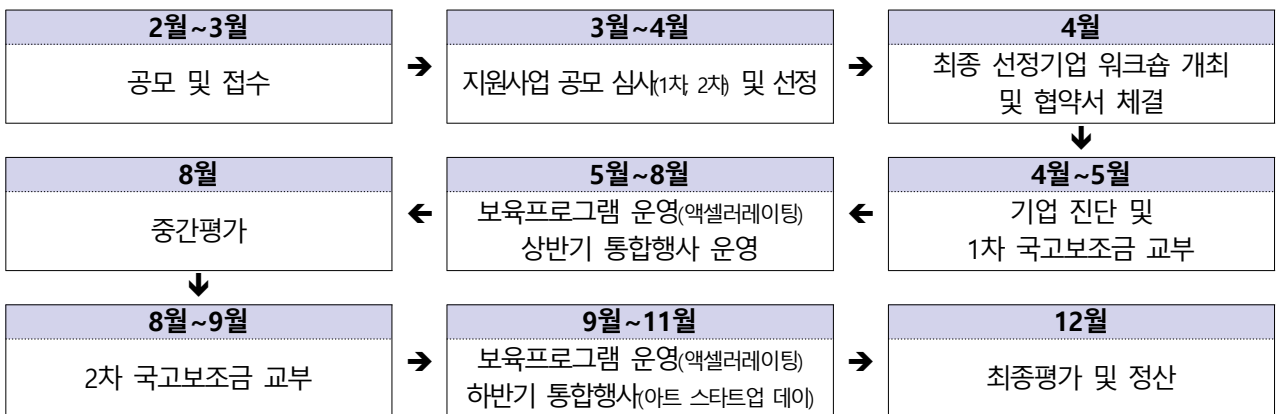 2월~3월
공모 및 접수
3월~4월
지원사업 공모 심사(1차, 2차) 및 선정
4월
최종 선정기업 워크숍 개최
및 협약서 체결
4월~5월
기업 진단 및
1차 국고보조금 교부
5월~8월
보육프로그램 운영(액셀러레이팅)
상반기 통합행사 운영
8월
중간평가
8월~9월
2차 국고보조금 교부
9월~11월
보육프로그램 운영(액셀러레이팅)
하반기 통합행사(아트 스타트업 데이)
12월
최종평가 및 정산